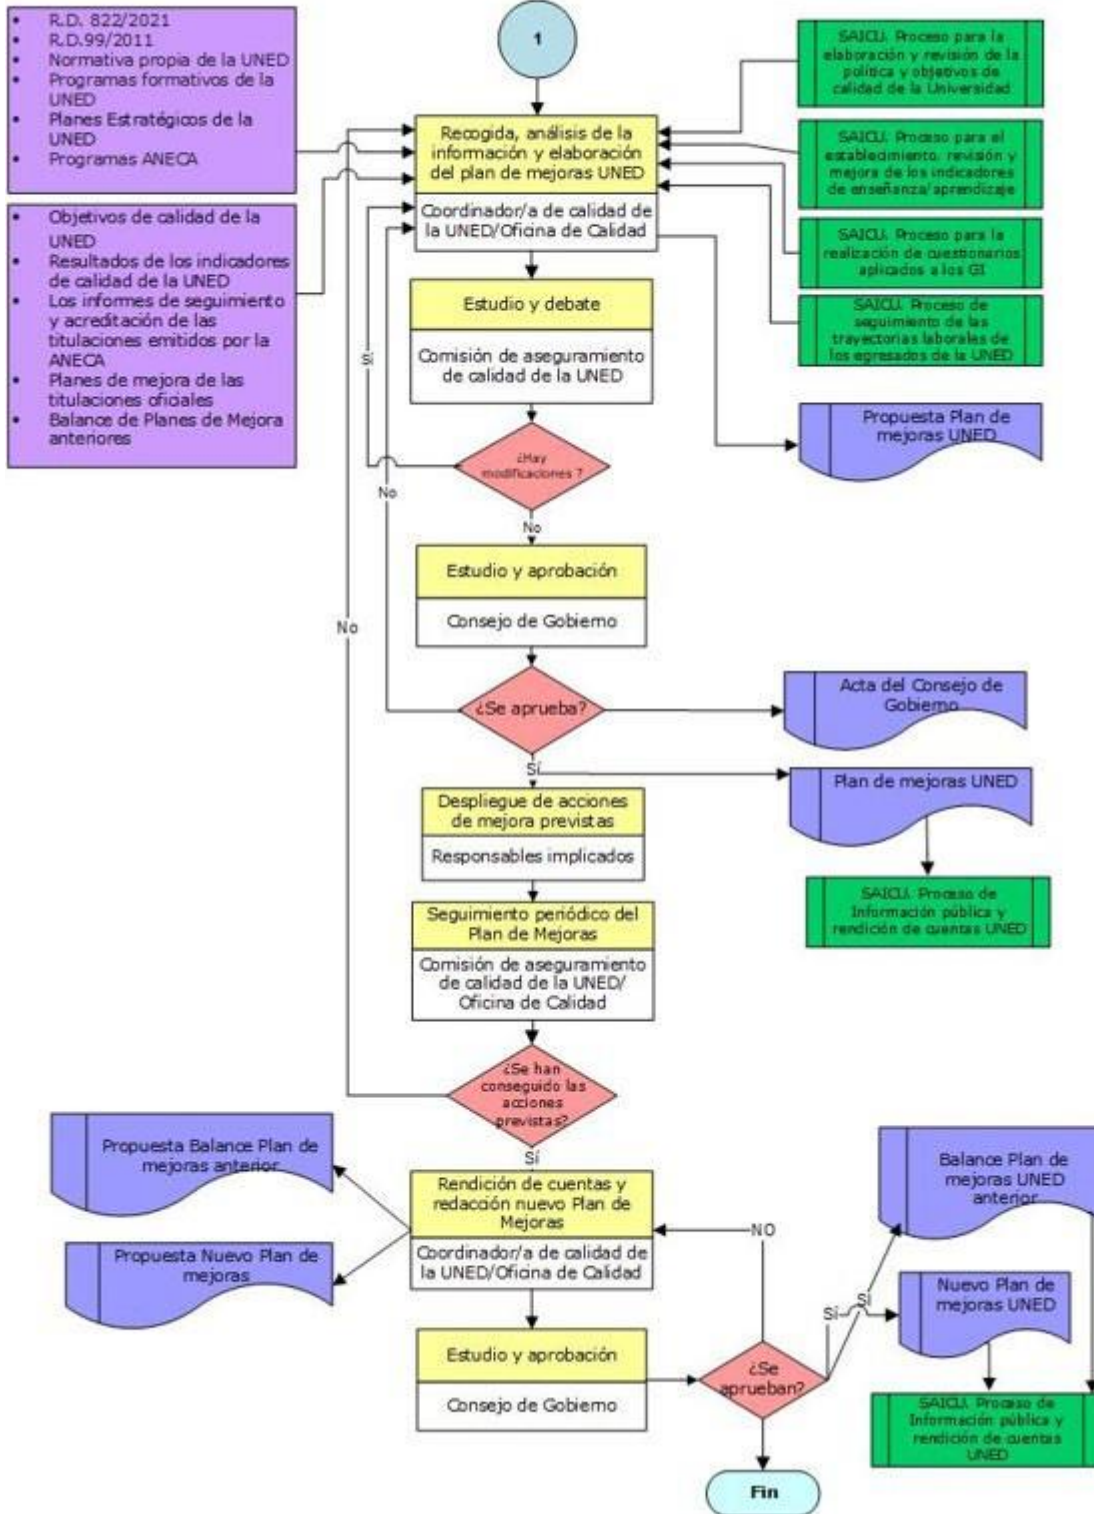 • R.D. 822/2021
• R.D.99/2011
• Normativa propia de la UNED
• Programas formativos de la
UNED
• Planes Estratégicos de la
UNED
• Programas ANECA
• Objetivos de calidad de la
UNED
• Resultados de los indicadores
de calidad de la UNED
• Los informes de seguimiento
y acreditación de las
titulaciones emitidos por la
ANECA
• Planes de mejora de las
titulaciones oficiales
• Balance de Planes de Mejora
anteriores
1
Recogida, análisis de la
información y elaboración
del plan de mejoras UNED
Coordinador/a de calidad de
la UNED/Oficina de Calidad
SAICU. Proceso para la
elaboración y revisión de la
política y objetivos de
calidad de la Universidad
SAICU. Proceso para el
establecimiento, revisión y
mejora de los indicadores
de enseñanza/aprendizaje
SAICU. Proceso para la
realización de cuestionarios
aplicados a los GI
SAICU. Proceso de
seguimiento de las
trayectorias laborales de
los egresados de la UNED
Propuesta Plan de
mejoras UNED
Estudio y debate
Comisión de aseguramiento
de calidad de la UNED
Sí
¿Hay
modificaciones ?
No
No
Estudio y aprobación
Consejo de Gobierno
No
¿Se aprueba?
Acta del Consejo de
Gobierno
Sí
Plan de mejoras UNED
Despliegue de acciones
de mejora previstas
Responsables implicados
SAICU. Proceso de
Información pública y
rendición de cuentas UNED
Seguimiento periódico del
Plan de Mejoras
Comisión de aseguramiento
de calidad de la UNED/
Oficina de Calidad
¿Se han
conseguido las
acciones
previstas?
Sí
Propuesta Balance Plan de
mejoras anterior
Rendición de cuentas y
redacción nuevo Plan de
Mejoras
Coordinador/a de calidad de
la UNED/Oficina de Calidad
Propuesta Nuevo Plan de
mejoras
NO
Balance Plan de
mejoras UNED
anterior
Nuevo Plan de
mejoras UNED
Sí
Sí
Estudio y aprobación
Consejo de Gobierno
¿Se
aprueban?
SAICU. Proceso de
Información pública y
rendición de cuentas
UNED
Fin